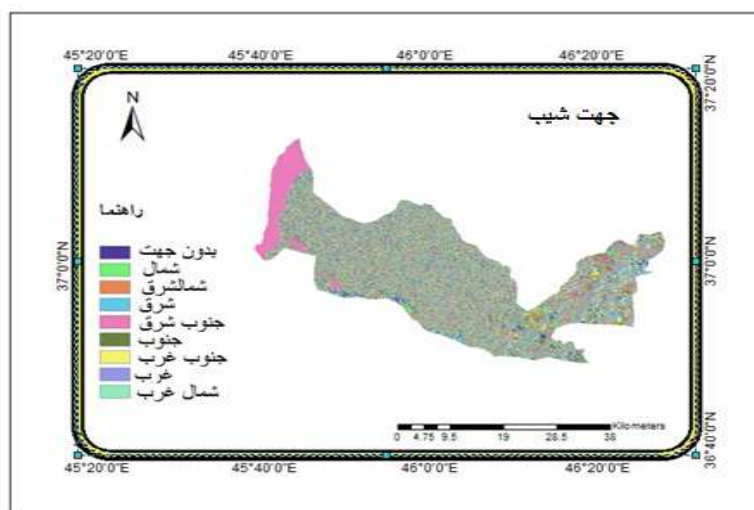 45°20'0"E 45°40'0"E 46°0'0"E 46°20'0"E
37°20'0"N
N
جهت شیب
راهنما
بدون جهت
شمال
شمالشرق
شرق
جنوب شرق
جنوب
جنوب غرب
غرب
شمال غرب
37°0'0"N
37°0'0"N
Kilometers
0 4.75 9.5 19 28.5 38
36°40'0"N
45°20'0"E 45°40'0"E 46°0'0"E 46°20'0"E